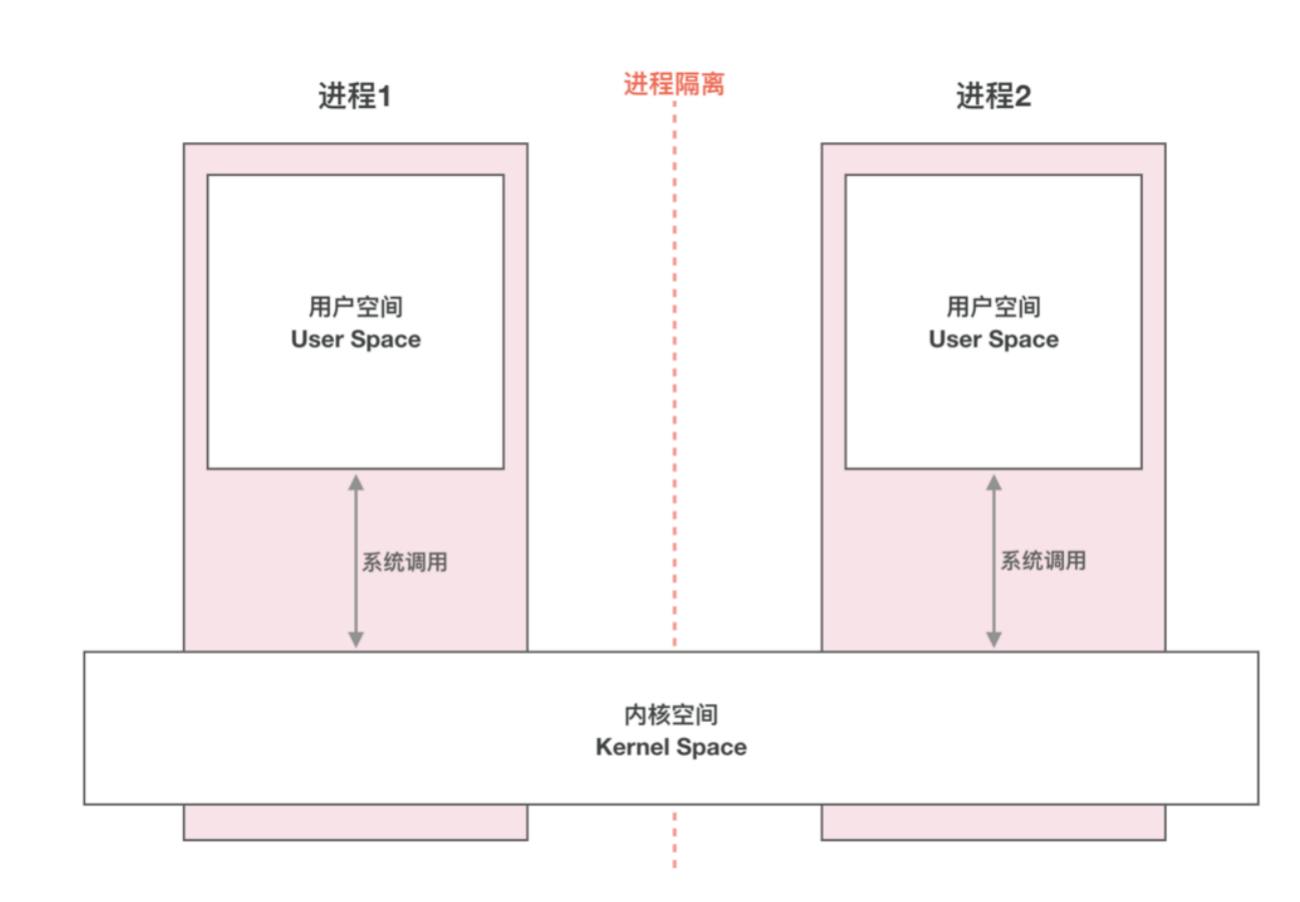 进程1
进程隔离
进程2
用户空间
User Space
用户空间
User Space
系统调用
系统调用
内核空间
Kernel Space